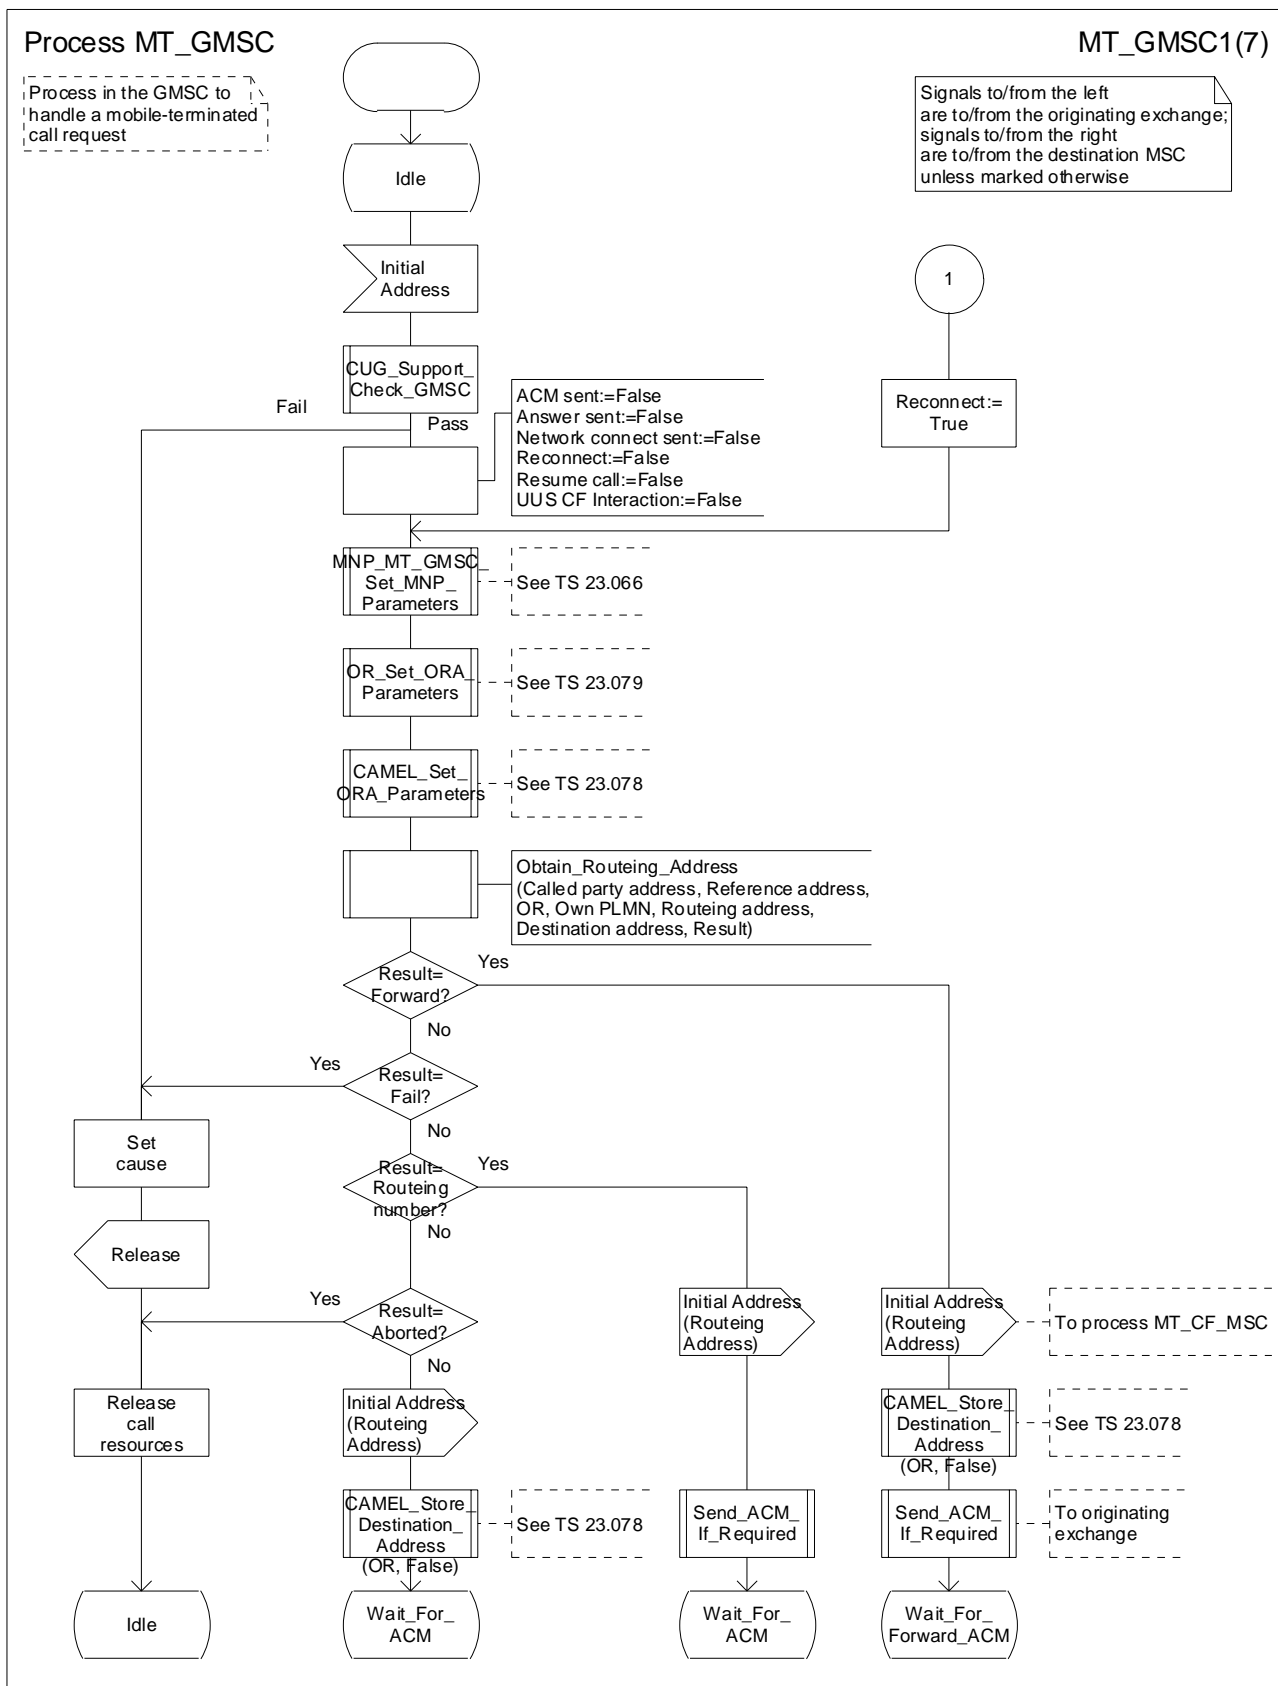 Process MT_GMSC
MT_GMSC1(7)
Process in the GMSC to
handle a mobile-terminated
call request
Signals to/from the left
are to/from the originating exchange;
signals to/from the right
are to/from the destination MSC
unless marked otherwise
Idle
Initial
Address
1
CUG_Support_
Check_GMSC
Fail
Pass
ACM sent:=False
Answer sent:=False
Network connect sent:=False
Reconnect:=False
Resume call:=False
UUS CF Interaction:=False
Reconnect:=
True
MNP_MT_GMSC_
Set_MNP_
Parameters
See TS 23.066
OR_Set_ORA_
Parameters
See TS 23.079
CAMEL_Set_
ORA_Parameters
See TS 23.078
Obtain_Routeing_Address
(Called party address, Reference address,
OR, Own PLMN, Routeing address,
Destination address, Result)
Result=
Forward?
Yes
No
Result=
Fail?
Yes
No
Set
cause
Result=
Routeing
number?
Yes
No
Release
Result=
Aborted?
Yes
No
Initial Address
(Routeing
Address)
Initial Address
(Routeing
Address)
To process MT_CF_MSC
Release
call
resources
Initial Address
(Routeing
Address)
CAMEL_Store_
Destination_
Address
(OR, False)
See TS 23.078
CAMEL_Store_
Destination_
Address
(OR, False)
See TS 23.078
Send_ACM_
If_Required
Send_ACM_
If_Required
To originating
exchange
Idle
Wait_For_
ACM
Wait_For_
ACM
Wait_For_
Forward_ACM